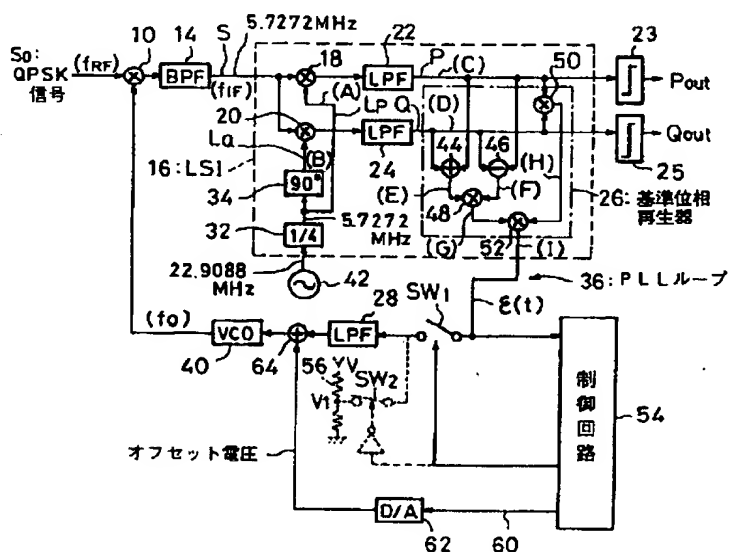 So:
QPSK
信号
(fRF)
10
14
BPF
S
5.7272MHz
(fIF)
18
22
LPF
P
(C)
23
Pout
50
(A)
LP
Q
(D)
20
La
(B)
LPF
24
44
46
(H)
Qout
25
16:LSI
34
90°
(E)
(F)
48
26:基準位相
再生器
32
1/4
5.7272
MHz
(G)
52
(I)
22.9088
MHz
42
36:PLLループ
SW1
ε(t)
(fo)
VCO
40
64
28
LPF
56
V
SW2
V1
制御回路
54
オフセット電圧
D/A
62
60